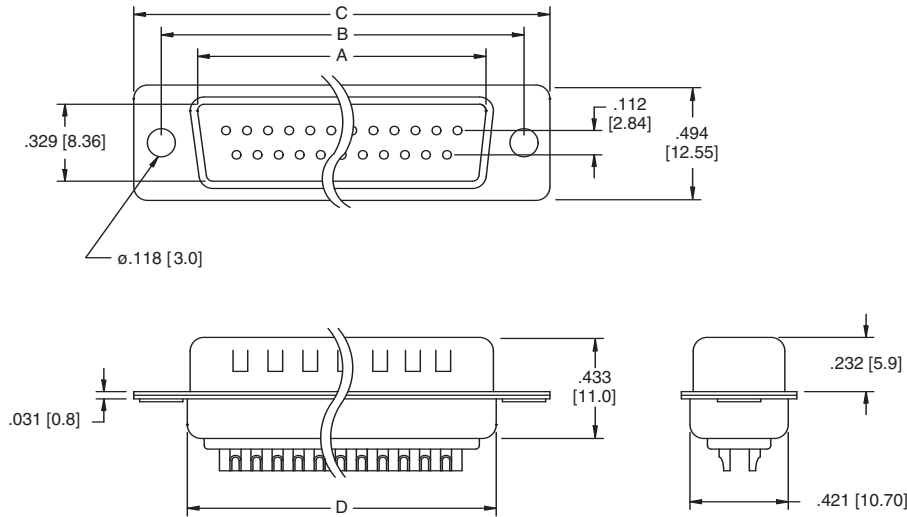 C
B
A
.112
[2.84]
.329 [8.36]
.494
[12.55]
ø.118 [3.0]
.232 [5.9]
.433
[11.0]
.031 [0.8]
D
.421 [10.70]